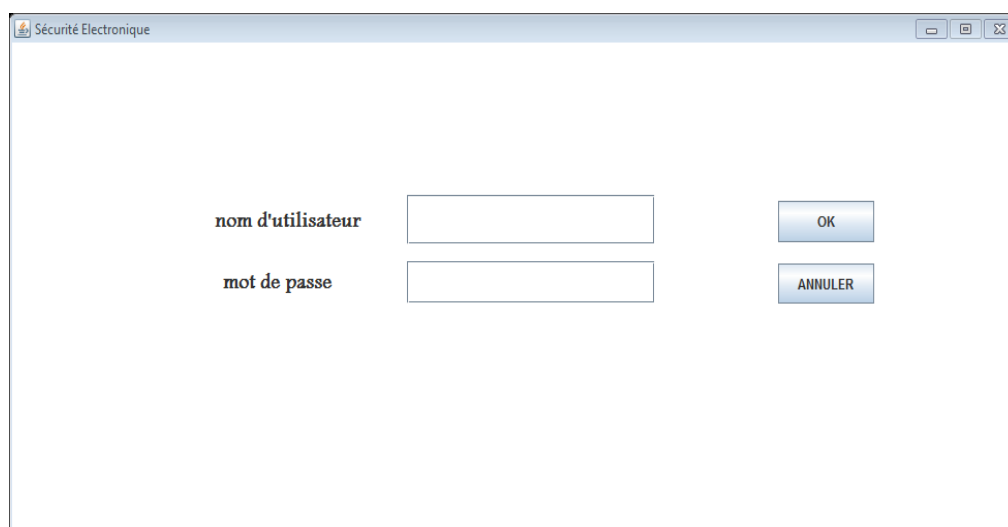 Sécurité Electronique
nom d'utilisateur
OK
mot de passe
ANNULER